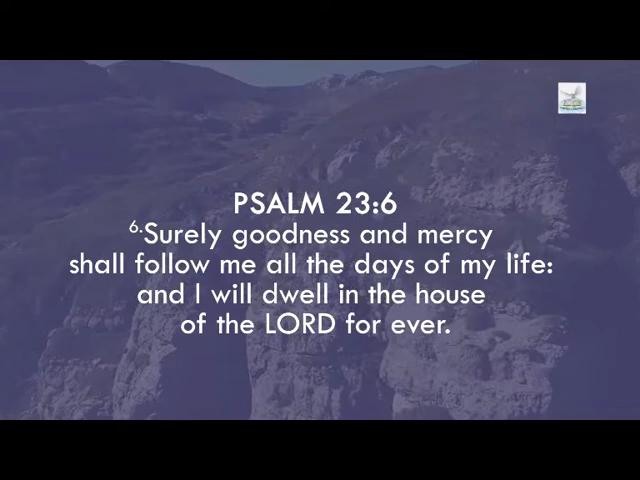 PSALM 23:6
6.Surely goodness and mercy
shall follow me all the days of my life:
and I will dwell in the house
of the LORD for ever.